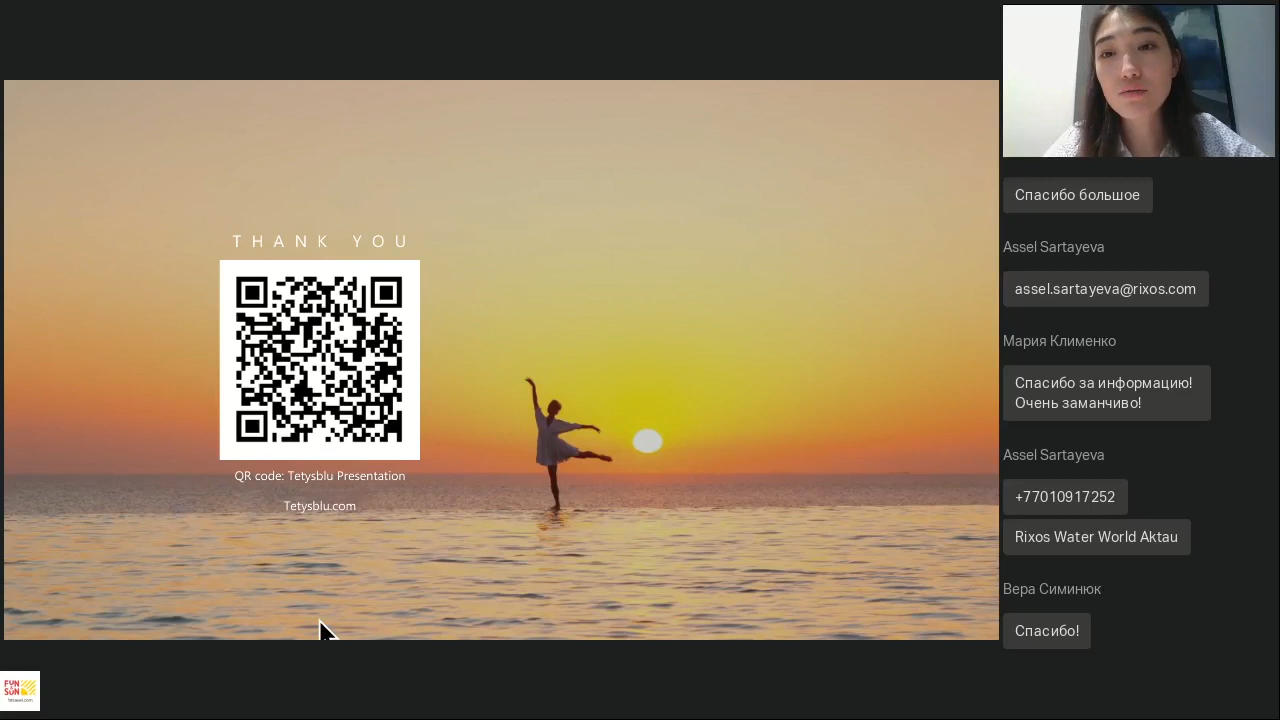 THANK YOU
QR code: Tetysblu Presentation
Tetysblu.com
Спасибо большое
Assel Sartayeva
assel.sartayeva@rixos.com
Мария Клименко
Спасибо за информацию!
Очень заманчиво!
Assel Sartayeva
+77010917252
Rixos Water World Aktau
Вера Симинюк
Спасибо!
FUN
SUN